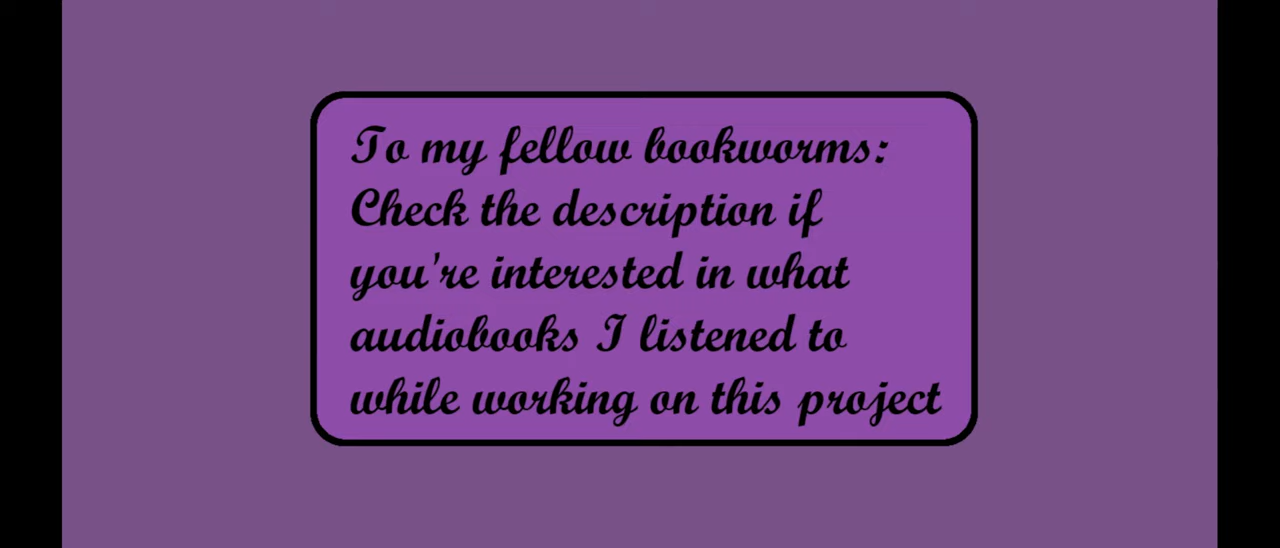 To my fellow bookworms:
Check the description if
you're interested in what
audiobooks I listened to
while working on this project